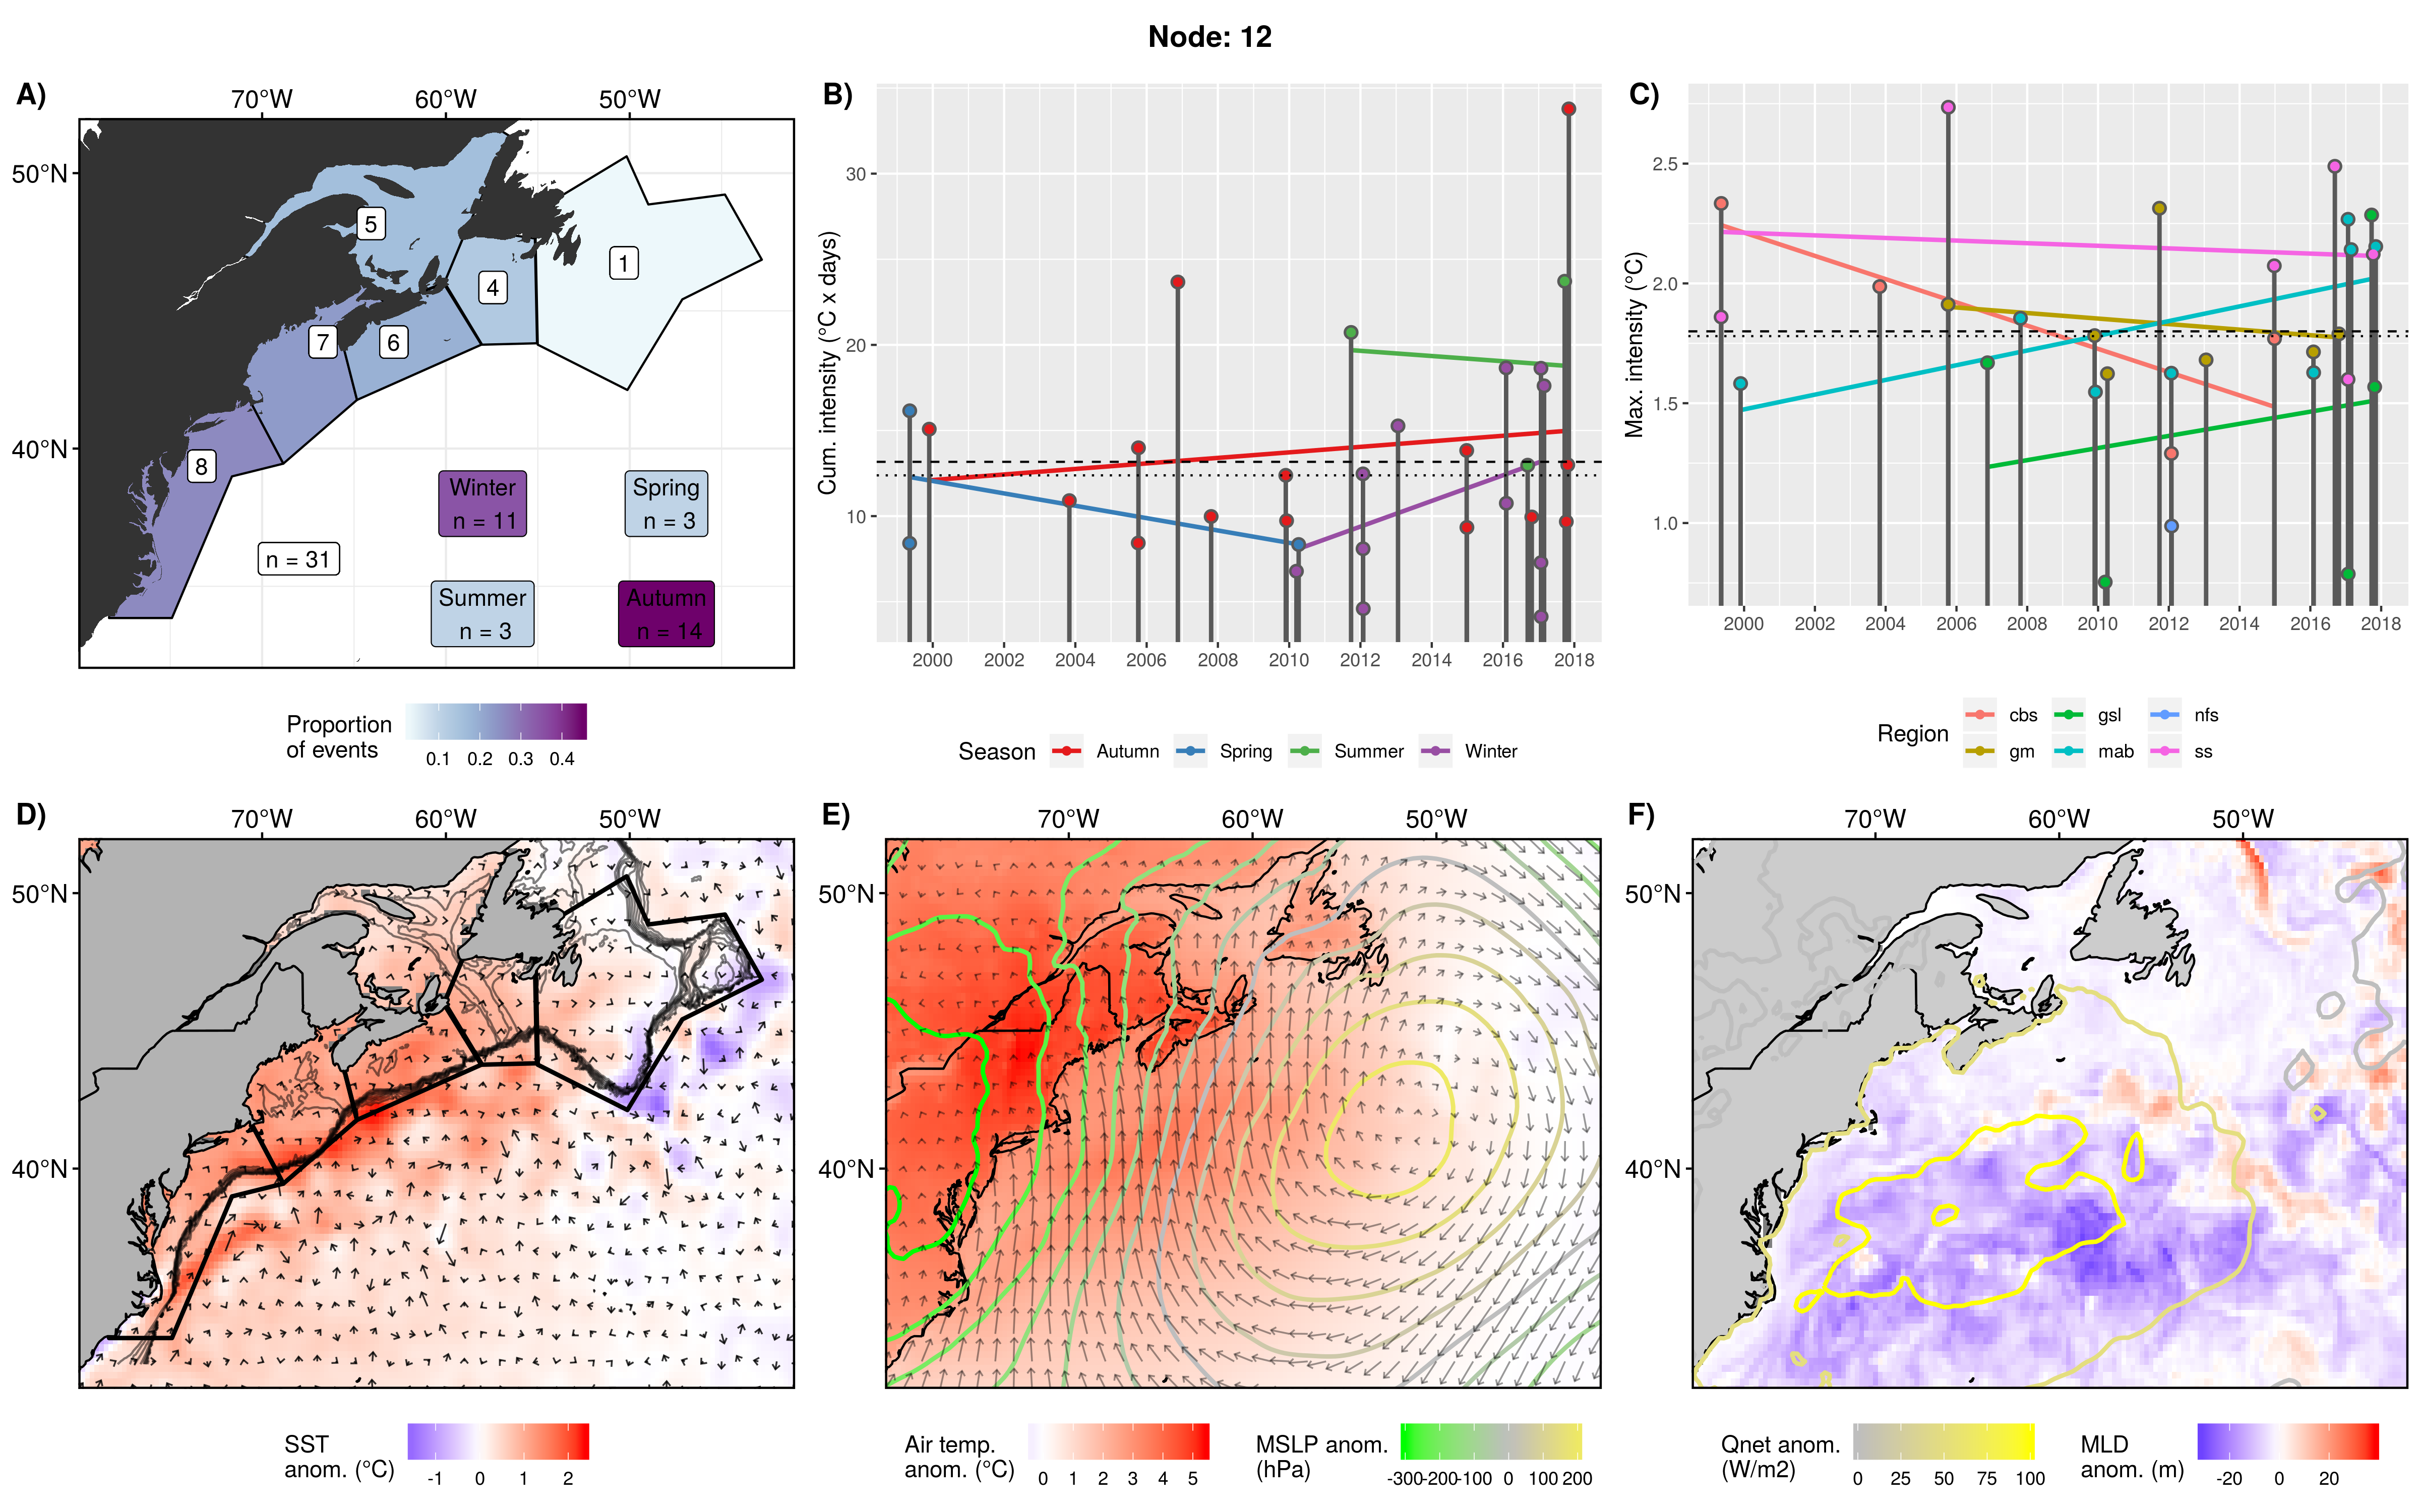 Node: 12
A)
70°W 60°W 50°W
50°N
40°N
5
1
4
7
6
8
Winter
n = 11
Spring
n = 3
n = 31
Summer
n = 3
Autumn
n = 14
Proportion
of events
0.1 0.2 0.3 0.4
B)
Cum. intensity (°C x days)
30
20
10
2000 2002 2004 2006 2008 2010 2012 2014 2016 2018
Season Autumn Spring Summer Winter
C)
Max. intensity (°C)
2.5
2.0
1.5
1.0
2000 2002 2004 2006 2008 2010 2012 2014 2016 2018
Region
cbs gsl nfs
gm mab ss
D)
70°W 60°W 50°W
50°N
40°N
SST
anom. (°C)
-1 0 1 2
E)
70°W 60°W 50°W
50°N
40°N
Air temp.
anom. (°C)
0 1 2 3 4 5
MSLP anom.
(hPa)
-300 -200 -100 0 100 200
F)
70°W 60°W 50°W
50°N
40°N
Qnet anom.
(W/m2)
0 25 50 75 100
MLD
anom. (m)
-20 0 20